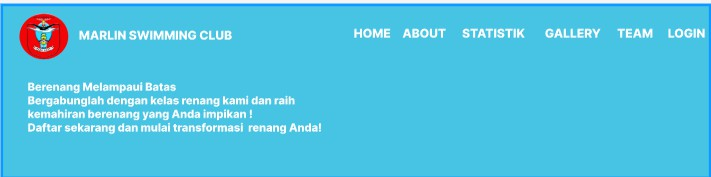 MARLIN SWIMMING CLUB
HOME ABOUT STATISTIK GALLERY TEAM LOGIN
Berenang Melampaui Batas
Bergabunglah dengan kelas renang kami dan raih
kemahiran berenang yang Anda impikan !
Daftar sekarang dan mulai transformasi renang Anda!